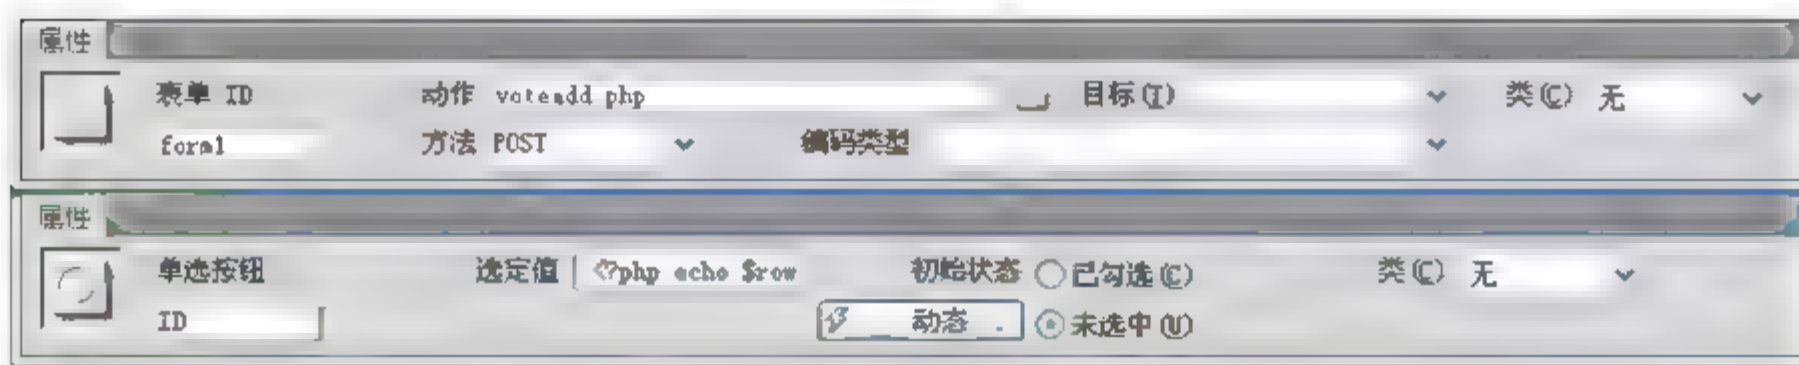 属性
表单 ID 动作 voteadd php 目标(T) 类(C) 无
form1 方法 POST 编码类型
属性
单选按钮 选定值 <?php echo $row 初始状态 已勾选(C) 类(C) 无
ID 动态 未选中(U)